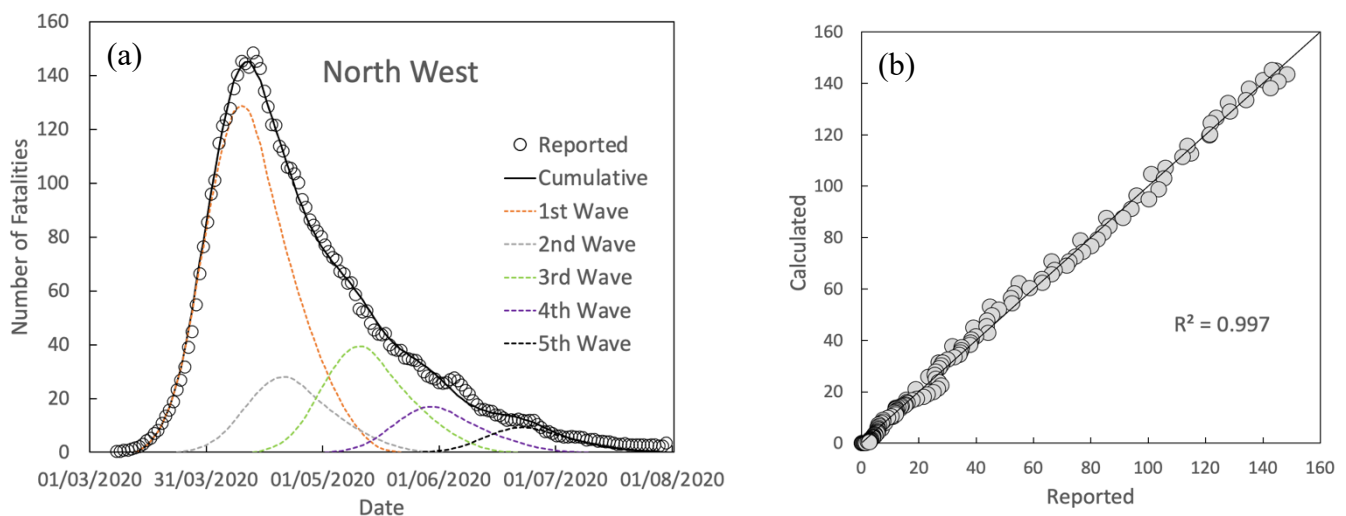 (a)
North West
Number of Fatalities
160
140
120
100
80
60
40
20
0
01/03/2020 31/03/2020 01/05/2020 01/06/2020 01/07/2020 01/08/2020
Date
Reported
Cumulative
1st Wave
2nd Wave
3rd Wave
4th Wave
5th Wave
(b)
Calculated
160
140
120
100
80
60
40
20
0
0 20 40 60 80 100 120 140 160
Reported
R² = 0.997